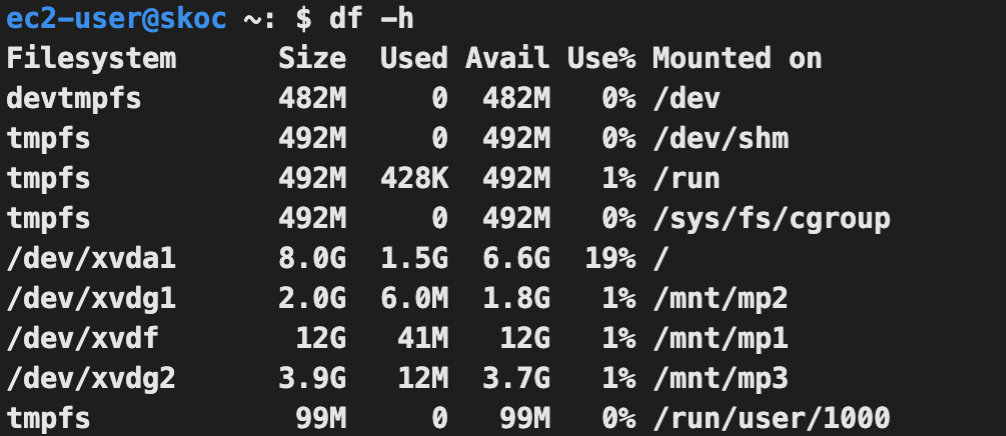 ec2-user@skoc ~: $ df -h
Filesystem      Size  Used Avail Use% Mounted on
devtmpfs        482M     0  482M   0% /dev
tmpfs           492M     0  492M   0% /dev/shm
tmpfs           492M  428K  492M   1% /run
tmpfs           492M     0  492M   0% /sys/fs/cgroup
/dev/xvda1      8.0G  1.5G  6.6G  19% /
/dev/xvdg1      2.0G  6.0M  1.8G   1% /mnt/mp2
/dev/xvdf        12G   41M   12G   1% /mnt/mp1
/dev/xvdg2      3.9G   12M  3.7G   1% /mnt/mp3
tmpfs            99M     0   99M   0% /run/user/1000